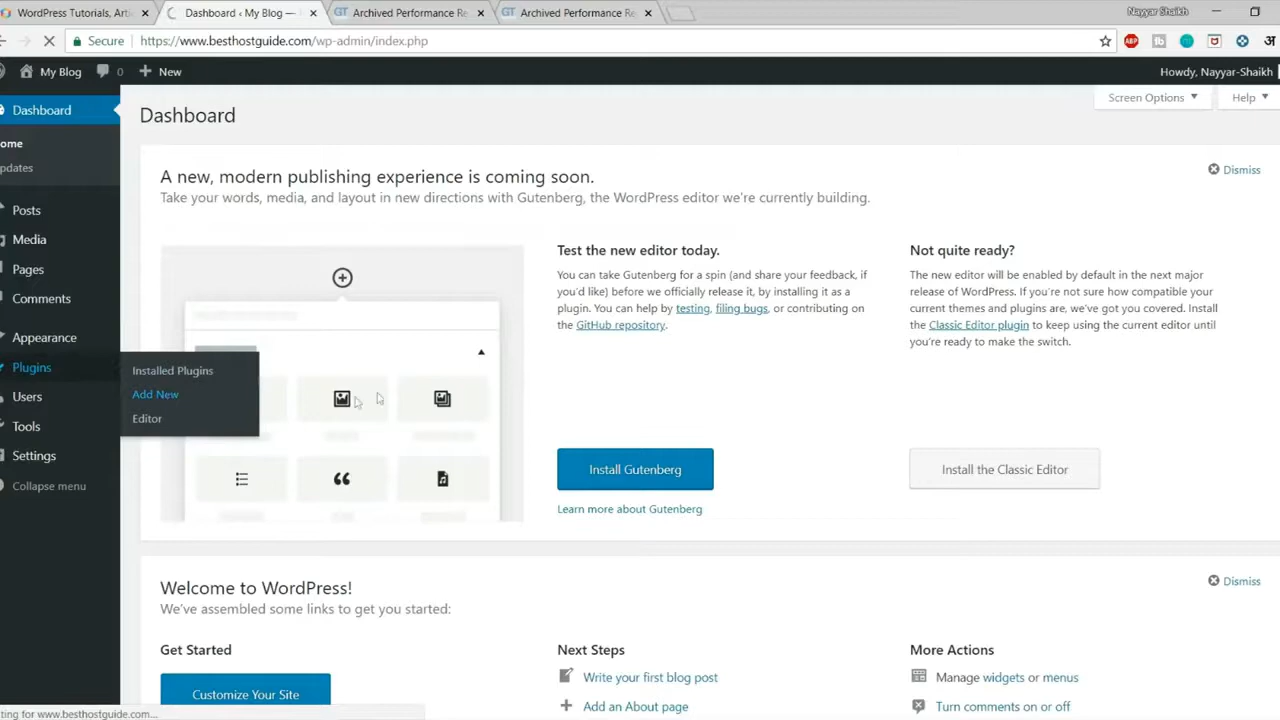 WordPress Tutorials, Arti
Dashboard ‹ My Blog —
Archived Performance Re
Archived Performance Re
Nayyar Shaikh
Secure
https://www.besthostguide.com/wp-admin/index.php
ABP
My Blog
0
New
Howdy, Nayyar-Shaikh
Dashboard
ome
pdates
Posts
Media
Pages
Comments
Appearance
Plugins
Users
Tools
Settings
Collapse menu
Installed Plugins
Add New
Editor
Screen Options
Help
Dashboard
A new, modern publishing experience is coming soon.
Take your words, media, and layout in new directions with Gutenberg, the WordPress editor we're currently building.
Dismiss
Test the new editor today.
You can take Gutenberg for a spin (and share your feedback, if
you'd like) before we officially release it, by installing it as a
plugin. You can help by testing, filing bugs, or contributing on
the GitHub repository.
Install Gutenberg
Learn more about Gutenberg
Not quite ready?
The new editor will be enabled by default in the next major
release of WordPress. If you're not sure how compatible your
current themes and plugins are, we've got you covered. Install
the Classic Editor plugin to keep using the current editor until
you're ready to make the switch.
Install the Classic Editor
Welcome to WordPress!
We've assembled some links to get you started:
Dismiss
Get Started
Customize Your Site
Next Steps
Write your first blog post
Add an About page
More Actions
Manage widgets or menus
Turn comments on or off
ting for www.besthostguide.com...